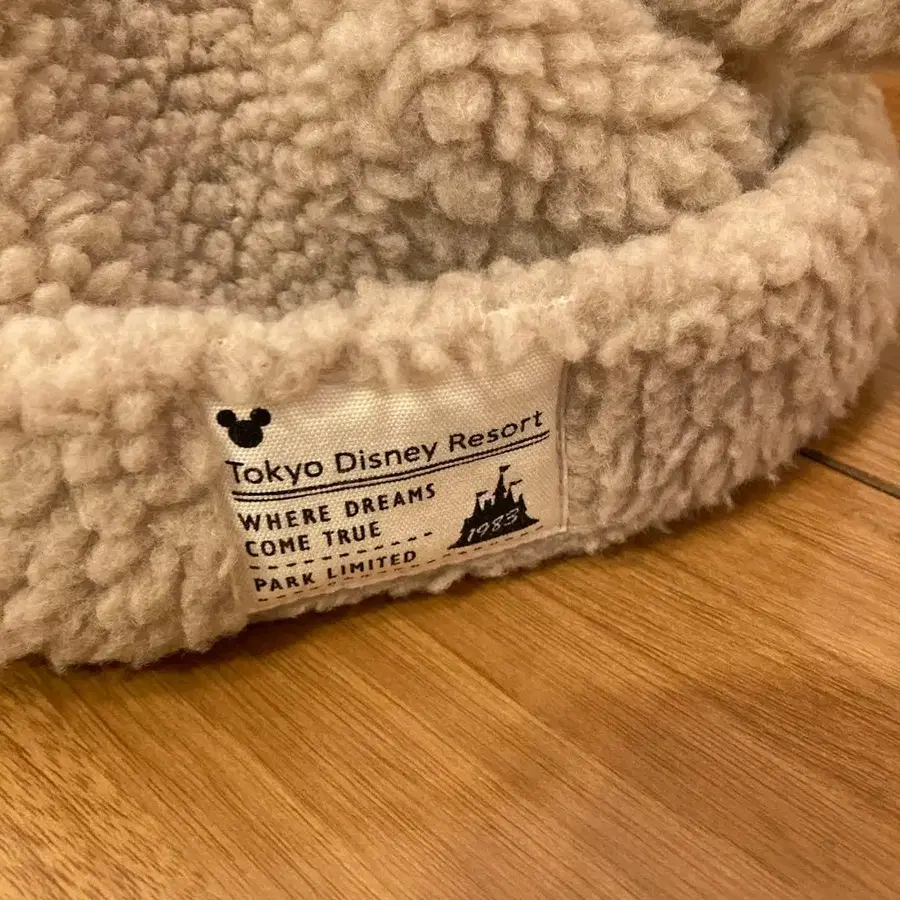 Tokyo Disney Resort
WHERE DREAMS
COME TRUE
1983
PARK LIMITED